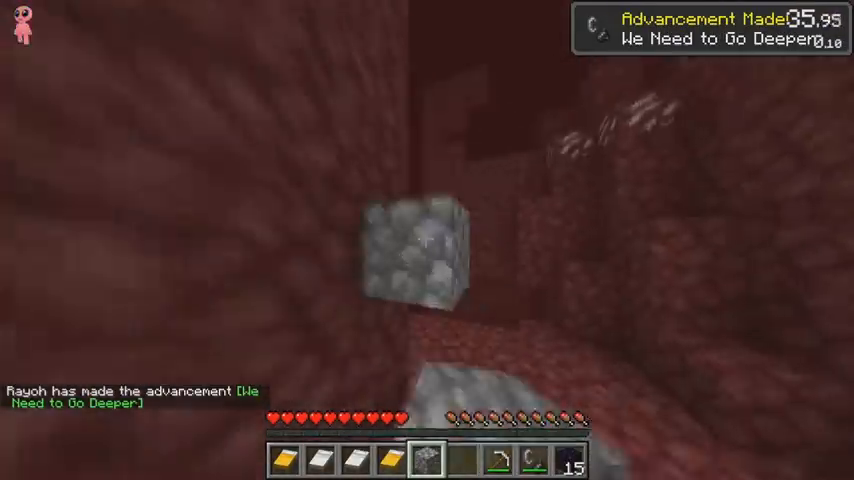 Advancement Made
35.95
We Need to Go Deeper
0.10
Rayoh has made the advancement [We
Need to Go Deeper]
15